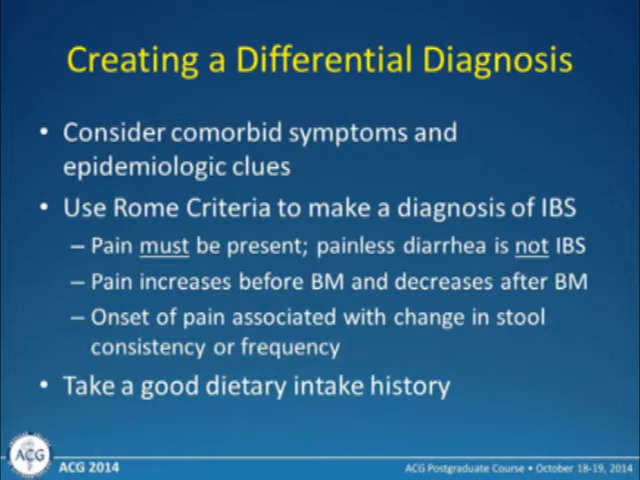 Creating a Differential Diagnosis
• Consider comorbid symptoms and
epidemiologic clues
• Use Rome Criteria to make a diagnosis of IBS
– Pain must be present; painless diarrhea is not IBS
– Pain increases before BM and decreases after BM
– Onset of pain associated with change in stool
consistency or frequency
• Take a good dietary intake history
ACG
ACG 2014
ACG Postgraduate Course • October 18-19, 2014